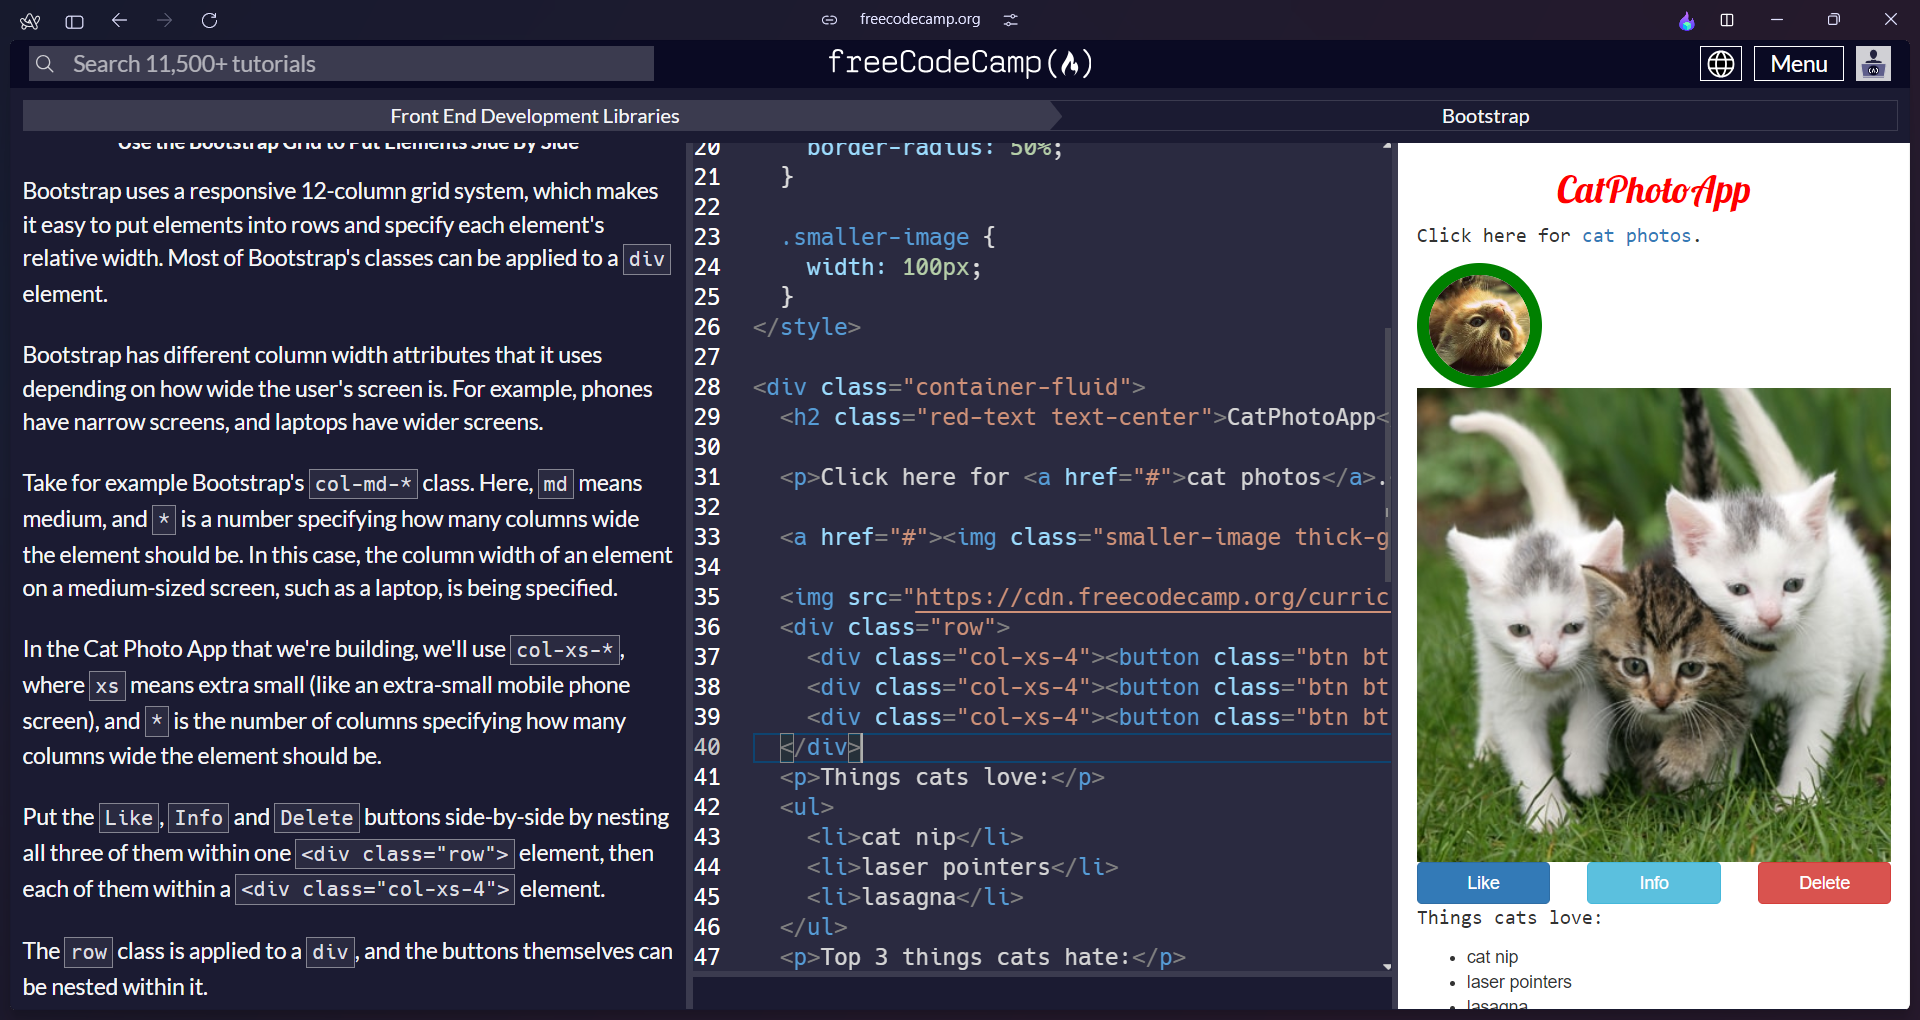 freecodecamp.org
Search 11,500+ tutorials
freeCodeCamp(🔥)
Menu
Front End Development Libraries
Bootstrap
Use the Bootstrap Grid to Put Elements Side By Side
Bootstrap uses a responsive 12-column grid system, which makes
it easy to put elements into rows and specify each element's
relative width. Most of Bootstrap's classes can be applied to a div
element.
Bootstrap has different column width attributes that it uses
depending on how wide the user's screen is. For example, phones
have narrow screens, and laptops have wider screens.
Take for example Bootstrap's col-md-* class. Here, md means
medium, and * is a number specifying how many columns wide
the element should be. In this case, the column width of an element
on a medium-sized screen, such as a laptop, is being specified.
In the Cat Photo App that we're building, we'll use col-xs-*,
where xs means extra small (like an extra-small mobile phone
screen), and * is the number of columns specifying how many
columns wide the element should be.
Put the Like, Info and Delete buttons side-by-side by nesting
all three of them within one <div class="row"> element, then
each of them within a <div class="col-xs-4"> element.
The row class is applied to a div, and the buttons themselves can
be nested within it.
20 border-radius: 50%;
21 }
22
23 .smaller-image {
24 width: 100px;
25 }
26 </style>
27
28 <div class="container-fluid">
29 <h2 class="red-text text-center">CatPhotoApp<
30
31 <p>Click here for <a href="#">cat photos</a>.
32
33 <a href="#"><img class="smaller-image thick-g
34
35 <img src="https://cdn.freecodecamp.org/curric
36 <div class="row">
37 <div class="col-xs-4"><button class="btn bt
38 <div class="col-xs-4"><button class="btn bt
39 <div class="col-xs-4"><button class="btn bt
40 </div>
41 <p>Things cats love:</p>
42 <ul>
43 <li>cat nip</li>
44 <li>laser pointers</li>
45 <li>lasagna</li>
46 </ul>
47 <p>Top 3 things cats hate:</p>
CatPhotoApp
Click here for cat photos.
Like Info Delete
Things cats love:
• cat nip
• laser pointers
• lasagna